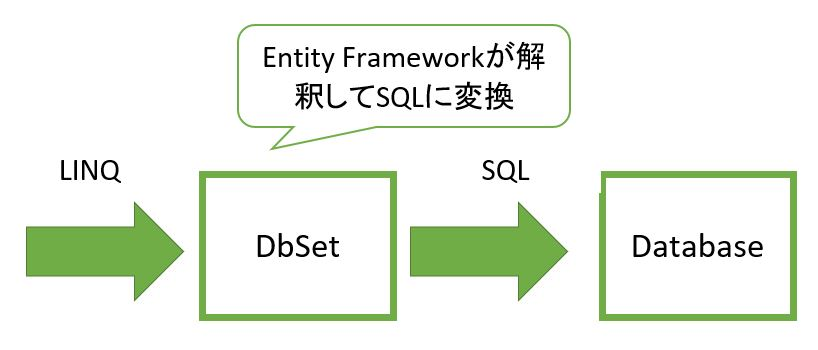 Entity Frameworkが解
釈してSQLに変換
LINQ
SQL
DbSet
Database